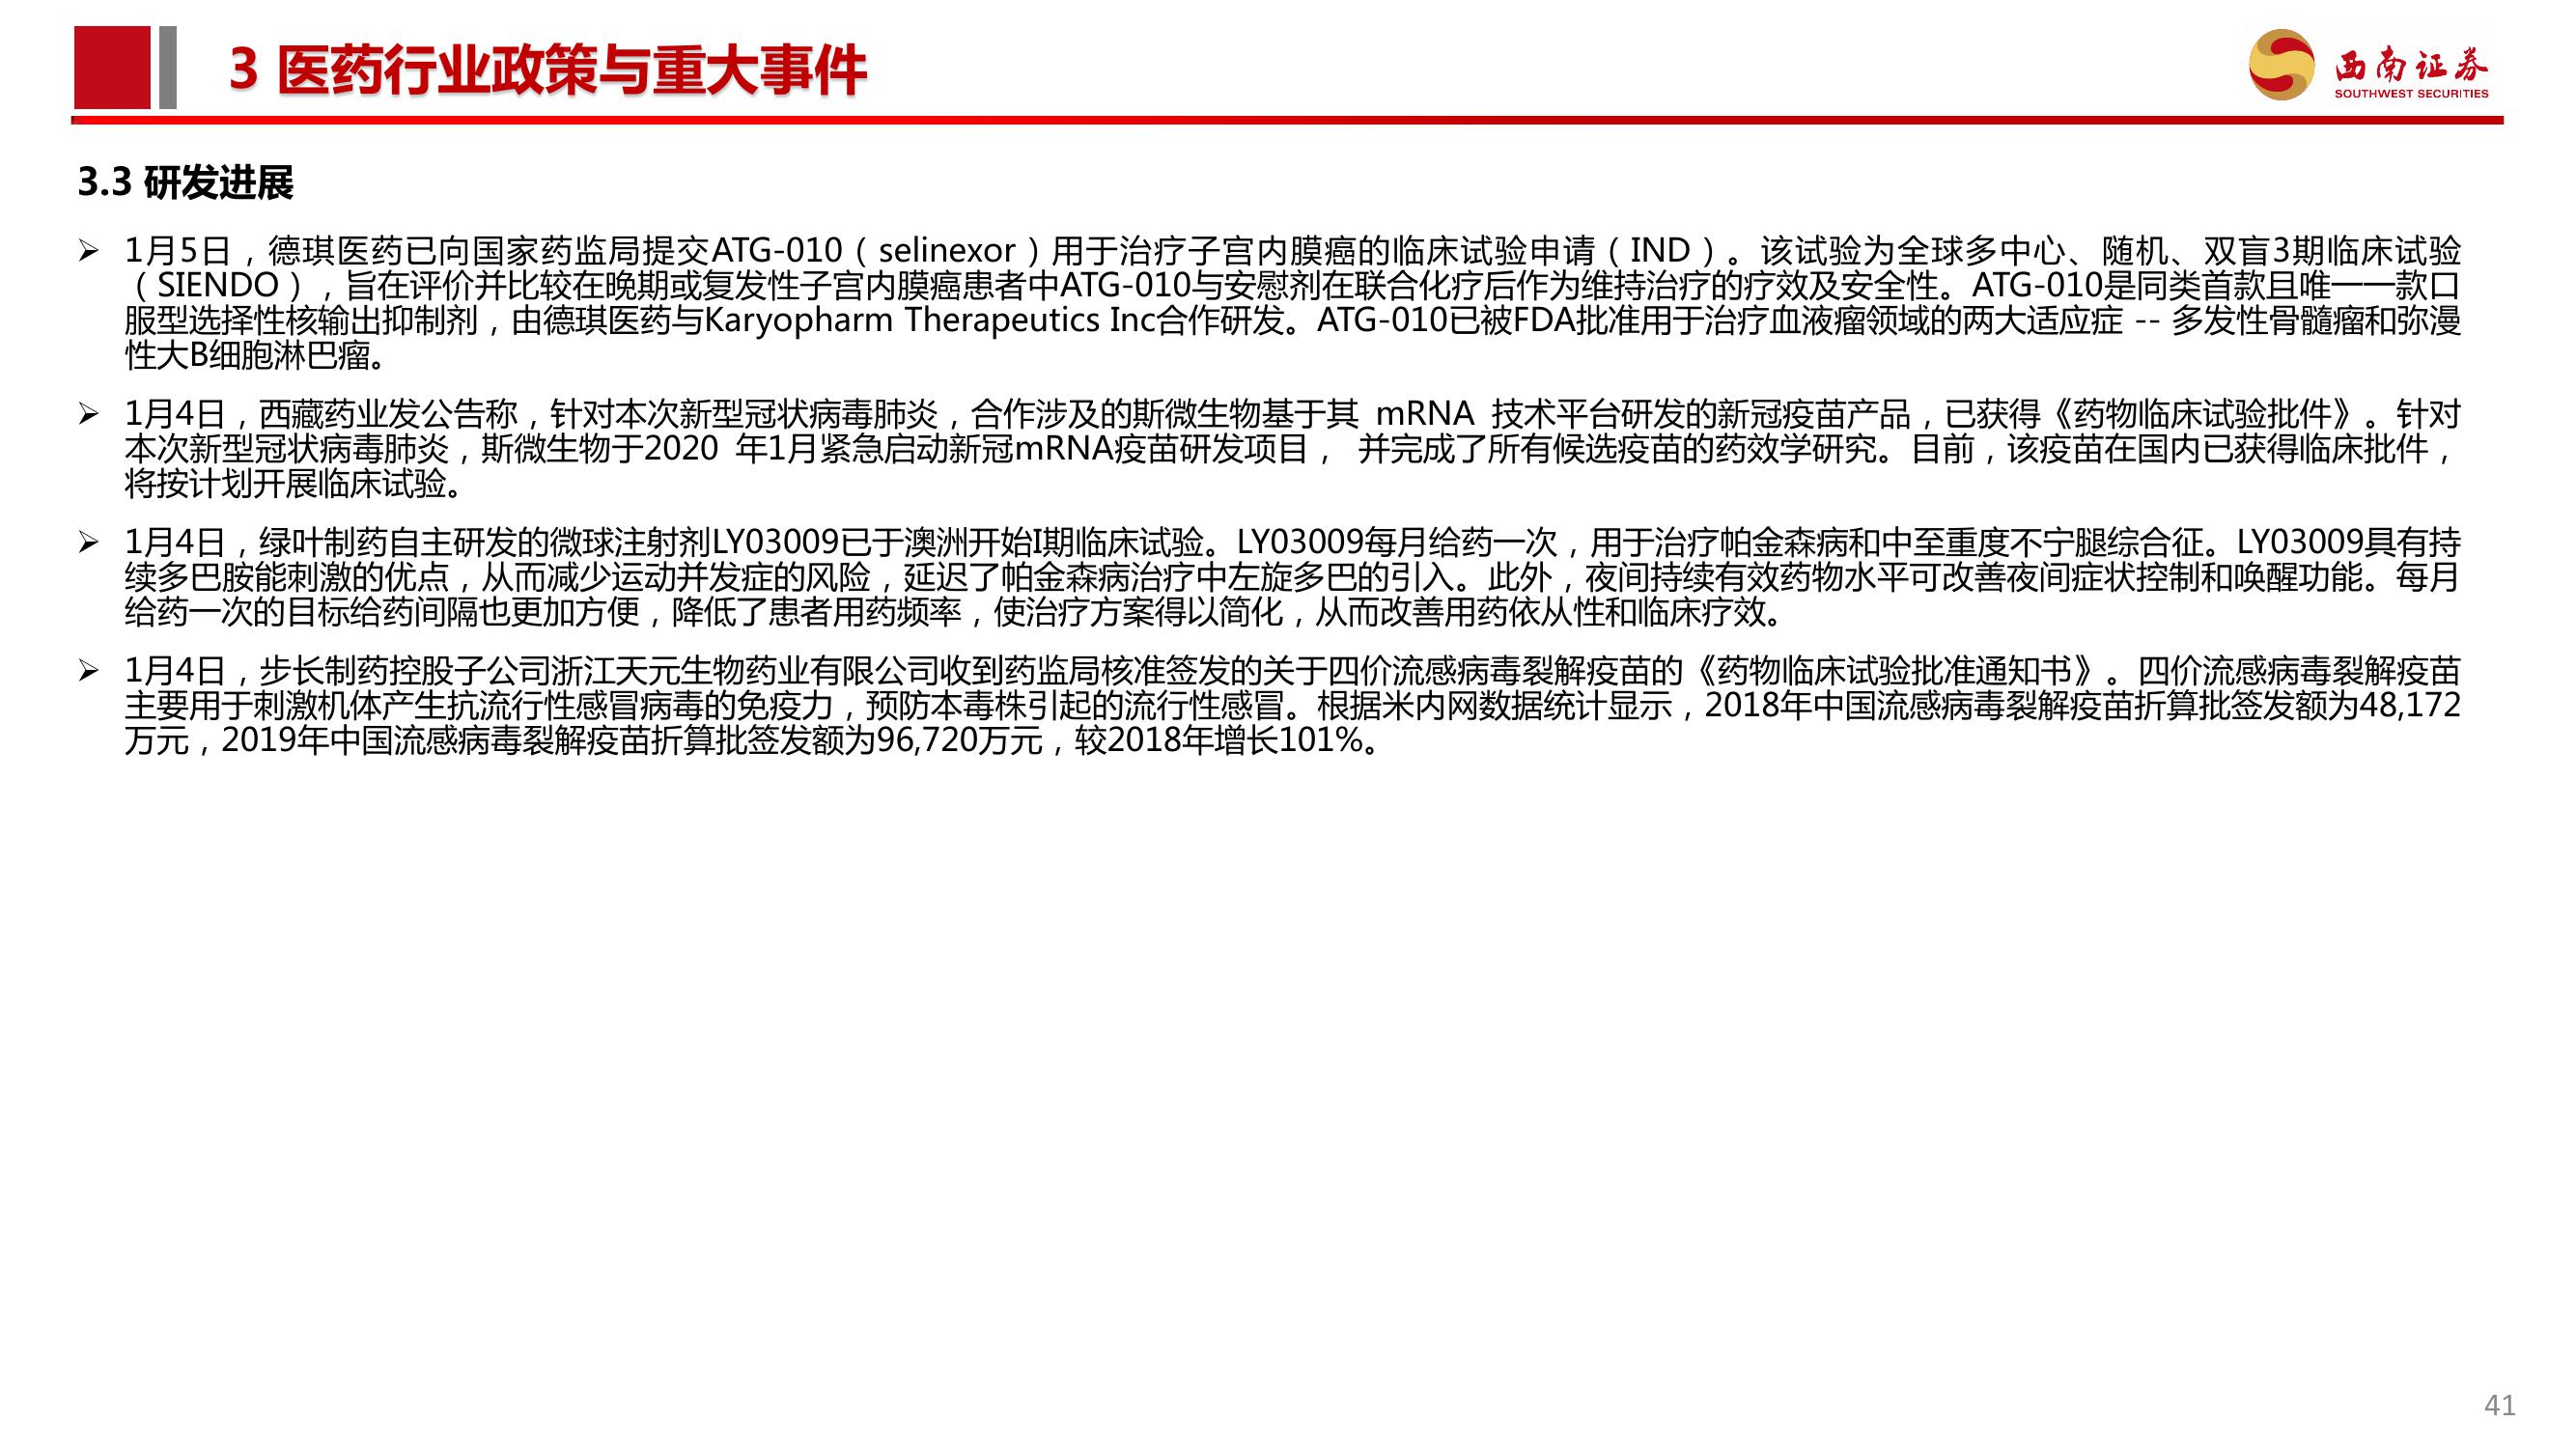 3 医药行业政策与重大事件
西南证券
SOUTHWEST SECURITIES
3.3 研发进展
➢ 1月5日，德琪医药已向国家药监局提交ATG-010（selinexor）用于治疗子宫内膜癌的临床试验申请（IND）。该试验为全球多中心、随机、双盲3期临床试验
（SIENDO），旨在评价并比较在晚期或复发性子宫内膜癌患者中ATG-010与安慰剂在联合化疗后作为维持治疗的疗效及安全性。ATG-010是同类首款且唯一一款口
服型选择性核输出抑制剂，由德琪医药与Karyopharm Therapeutics Inc合作研发。ATG-010已被FDA批准用于治疗血液瘤领域的两大适应症 -- 多发性骨髓瘤和弥漫
性大B细胞淋巴瘤。
➢ 1月4日，西藏药业发公告称，针对本次新型冠状病毒肺炎，合作涉及的斯微生物基于其 mRNA 技术平台研发的新冠疫苗产品，已获得《药物临床试验批件》。针对
本次新型冠状病毒肺炎，斯微生物于2020 年1月紧急启动新冠mRNA疫苗研发项目， 并完成了所有候选疫苗的药效学研究。目前，该疫苗在国内已获得临床批件，
将按计划开展临床试验。
➢ 1月4日，绿叶制药自主研发的微球注射剂LY03009已于澳洲开始I期临床试验。LY03009每月给药一次，用于治疗帕金森病和中至重度不宁腿综合征。LY03009具有持
续多巴胺能刺激的优点，从而减少运动并发症的风险，延迟了帕金森病治疗中左旋多巴的引入。此外，夜间持续有效药物水平可改善夜间症状控制和唤醒功能。每月
给药一次的目标给药间隔也更加方便，降低了患者用药频率，使治疗方案得以简化，从而改善用药依从性和临床疗效。
➢ 1月4日，步长制药控股子公司浙江天元生物药业有限公司收到药监局核准签发的关于四价流感病毒裂解疫苗的《药物临床试验批准通知书》。四价流感病毒裂解疫苗
主要用于刺激机体产生抗流行性感冒病毒的免疫力，预防本毒株引起的流行性感冒。根据米内网数据统计显示，2018年中国流感病毒裂解疫苗折算批签发额为48,172
万元，2019年中国流感病毒裂解疫苗折算批签发额为96,720万元，较2018年增长101%。
41